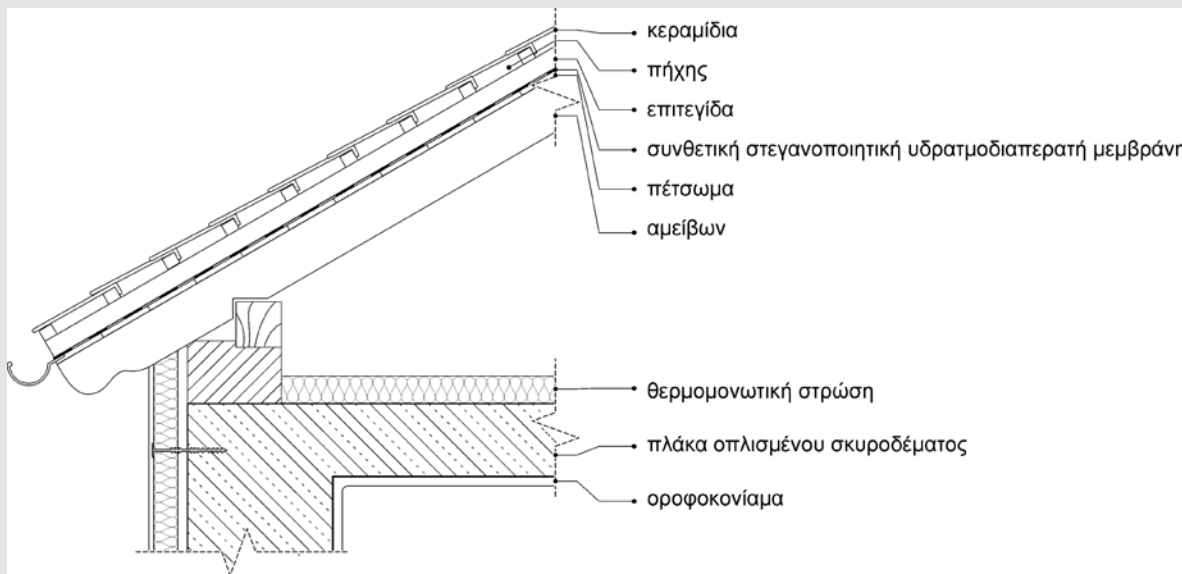 κεραμίδια
πήχης
επιτεγίδα
συνθετική στεγανοποιητική υδρατμοδιαπερατή μεμβράνη
πέτσωμα
αμείβων
θερμομονωτική στρώση
πλάκα οπλισμένου σκυροδέματος
οροφοκονίαμα